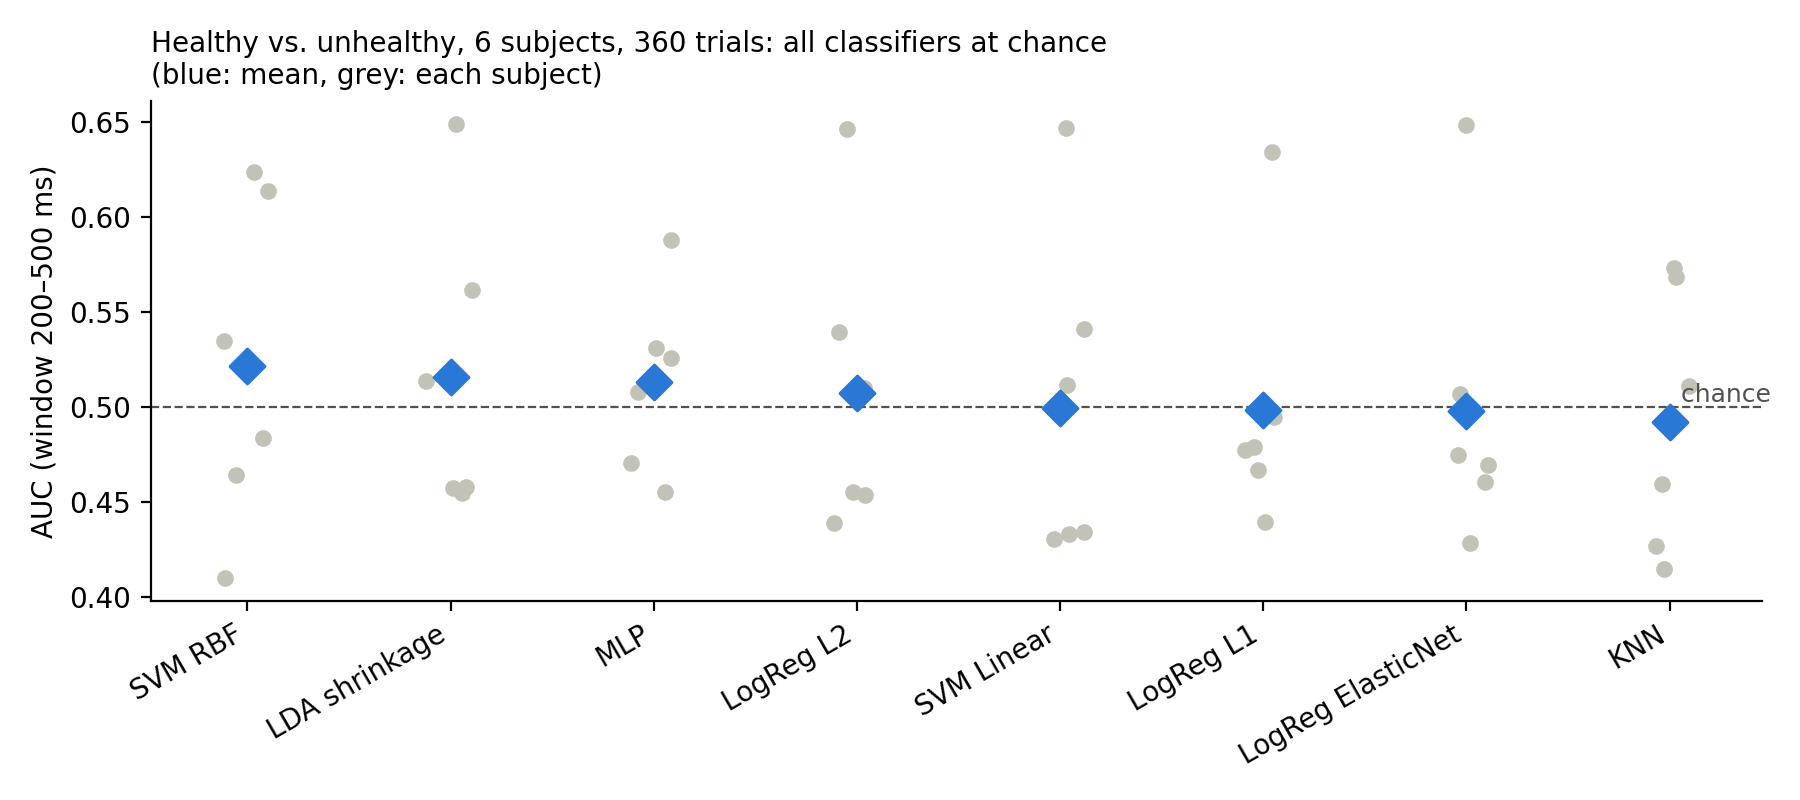 Healthy vs. unhealthy, 6 subjects, 360 trials: all classifiers at chance
(blue: mean, grey: each subject)
AUC (window 200–500 ms)
0.65
0.60
0.55
0.50
0.45
0.40
chance
SVM RBF
LDA shrinkage
MLP
LogReg L2
SVM Linear
LogReg L1
LogReg ElasticNet
KNN